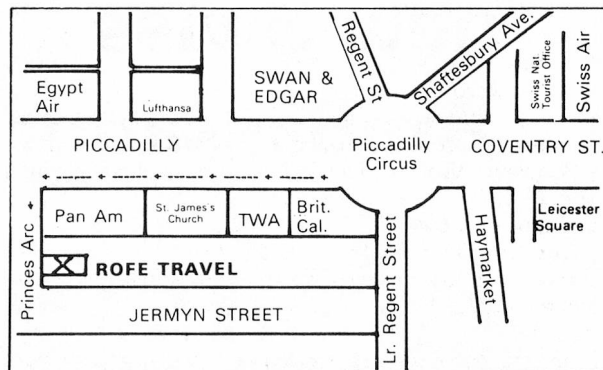 Regent St
Shaftesbury Ave.
Swiss Nat
Tourist Office
Swiss Air
Egypt
Air
Lufthansa
SWAN &
EDGAR
PICCADILLY
Piccadilly
Circus
COVENTRY ST.
Pan Am
St. James's
Church
TWA
Brit.
Cal.
Leicester
Square
Princes Arc
ROFE TRAVEL
Lr. Regent Street
Haymarket
JERMYN STREET